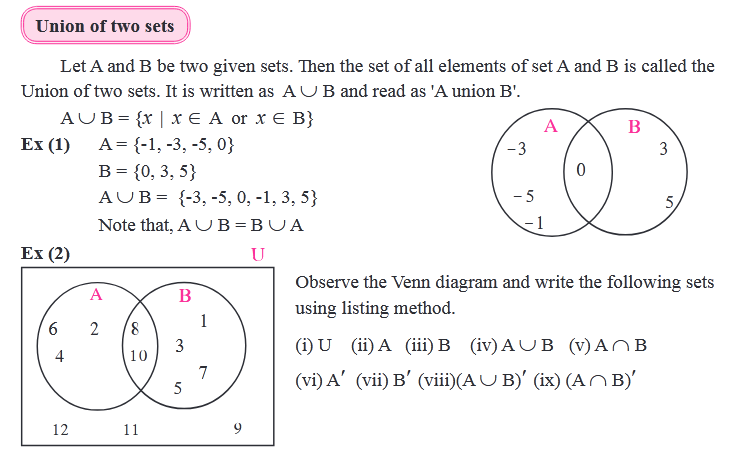 Union of two sets
Let A and B be two given sets. Then the set of all elements of set A and B is called the
Union of two sets. It is written as A ∪ B and read as 'A union B'.
A ∪ B = {x | x ∈ A or x ∈ B}
Ex (1) A = {-1, -3, -5, 0}
B = {0, 3, 5}
A ∪ B = {-3, -5, 0, -1, 3, 5}
Note that, A ∪ B = B ∪ A
A B
-3 3
0
-5 5
-1
Ex (2) U
A B
6 2 8 1
4 10 3
7
5
12 11 9
Observe the Venn diagram and write the following sets
using listing method.
(i) U (ii) A (iii) B (iv) A ∪ B (v) A ∩ B
(vi) A′ (vii) B′ (viii)(A ∪ B)′ (ix) (A ∩ B)′